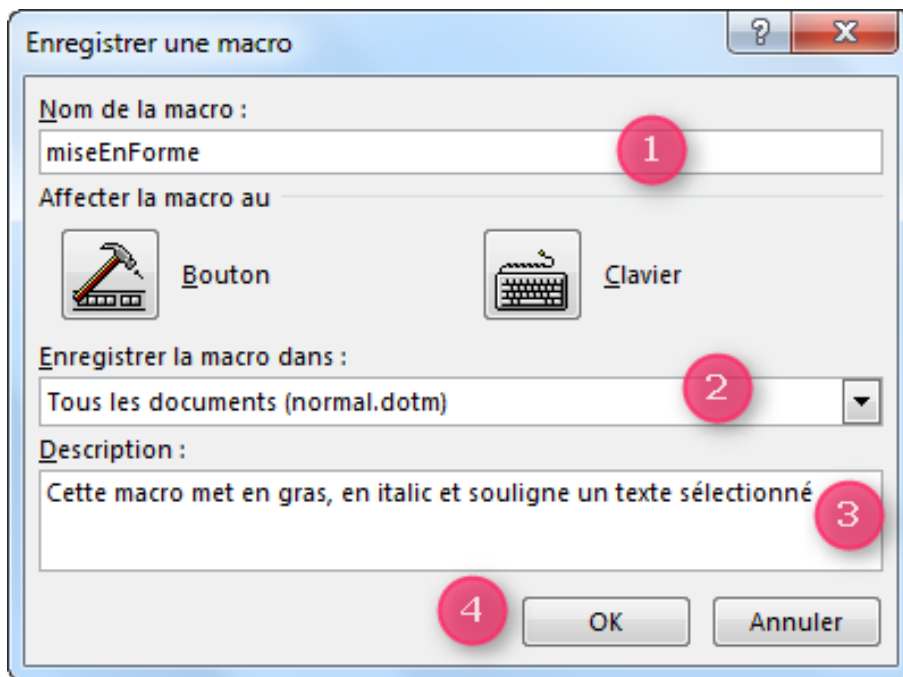 Enregistrer une macro
?
Nom de la macro :
miseEnForme
1
Affecter la macro au
Bouton
Clavier
Enregistrer la macro dans :
Tous les documents (normal.dotm)
2
Description :
Cette macro met en gras, en italic et souligne un texte sélectionné
3
4
OK
Annuler